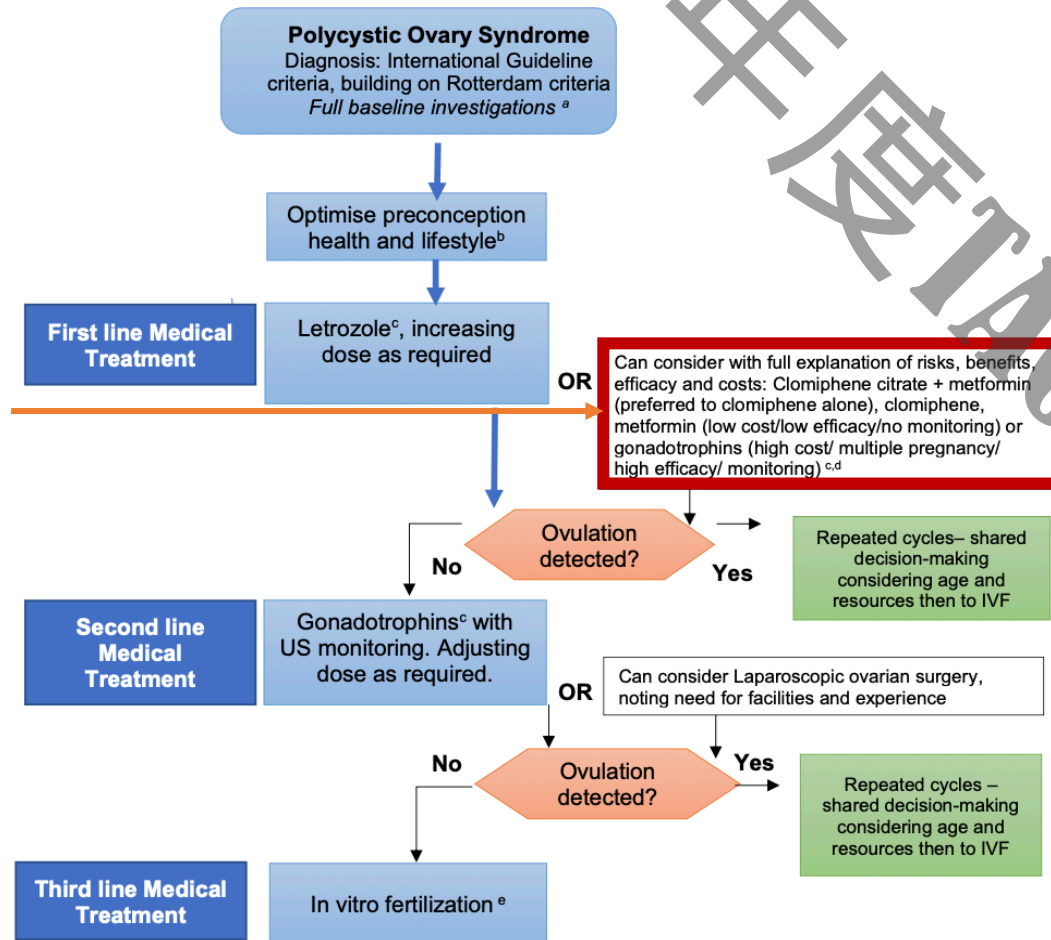 Polycystic Ovary Syndrome
Diagnosis: International Guideline
criteria, building on Rotterdam criteria
Full baseline investigations ᵃ
Optimise preconception
health and lifestyleᵇ
First line Medical
Treatment
Letrozoleᶜ, increasing
dose as required
OR
Can consider with full explanation of risks, benefits,
efficacy and costs: Clomiphene citrate + metformin
(preferred to clomiphene alone), clomiphene,
metformin (low cost/low efficacy/no monitoring) or
gonadotrophins (high cost/ multiple pregnancy/
high efficacy/ monitoring) ᶜ,ᵈ
Ovulation
detected?
No
Yes
Repeated cycles– shared
decision-making
considering age and
resources then to IVF
Second line
Medical
Treatment
Gonadotrophinsᶜ with
US monitoring. Adjusting
dose as required.
OR
Can consider Laparoscopic ovarian surgery,
noting need for facilities and experience
No
Ovulation
detected?
Yes
Repeated cycles –
shared decision-making
considering age and
resources then to IVF
Third line Medical
Treatment
In vitro fertilization ᵉ
年度TA